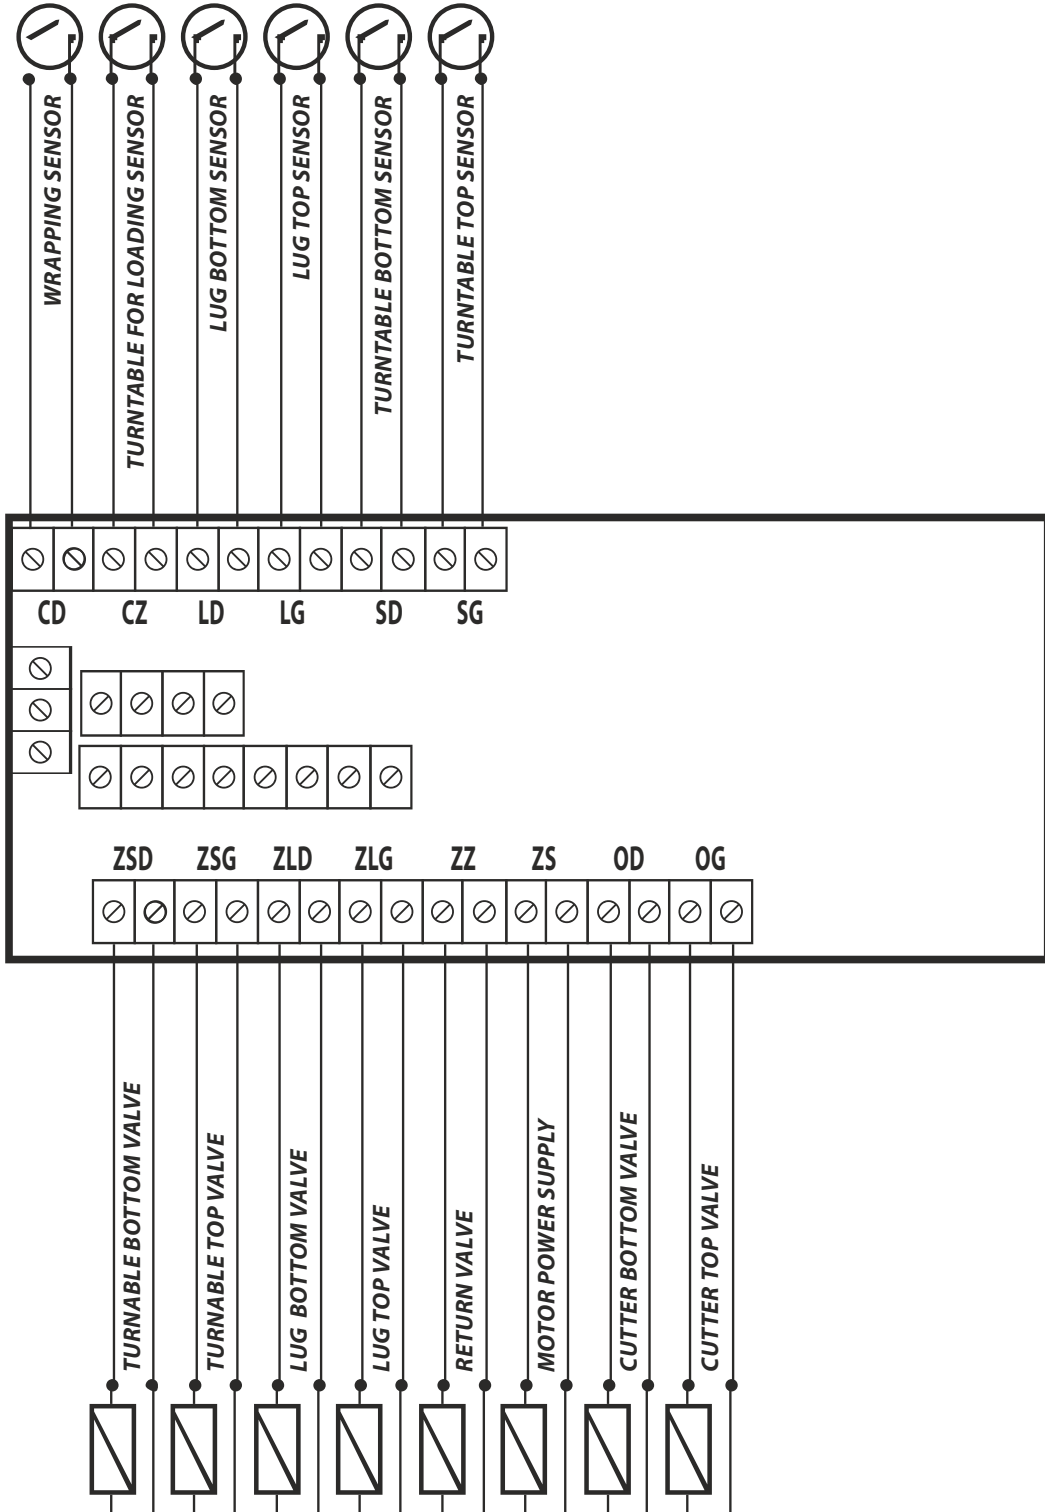 WRAPPING SENSOR
TURNTABLE FOR LOADING SENSOR
LUG BOTTOM SENSOR
LUG TOP SENSOR
TURNTABLE BOTTOM SENSOR
TURNTABLE TOP SENSOR
CD CZ LD LG SD SG
ZSD ZSG ZLD ZLG ZZ ZS OD OG
TURNABLE BOTTOM VALVE
TURNABLE TOP VALVE
LUG BOTTOM VALVE
LUG TOP VALVE
RETURN VALVE
MOTOR POWER SUPPLY
CUTTER BOTTOM VALVE
CUTTER TOP VALVE